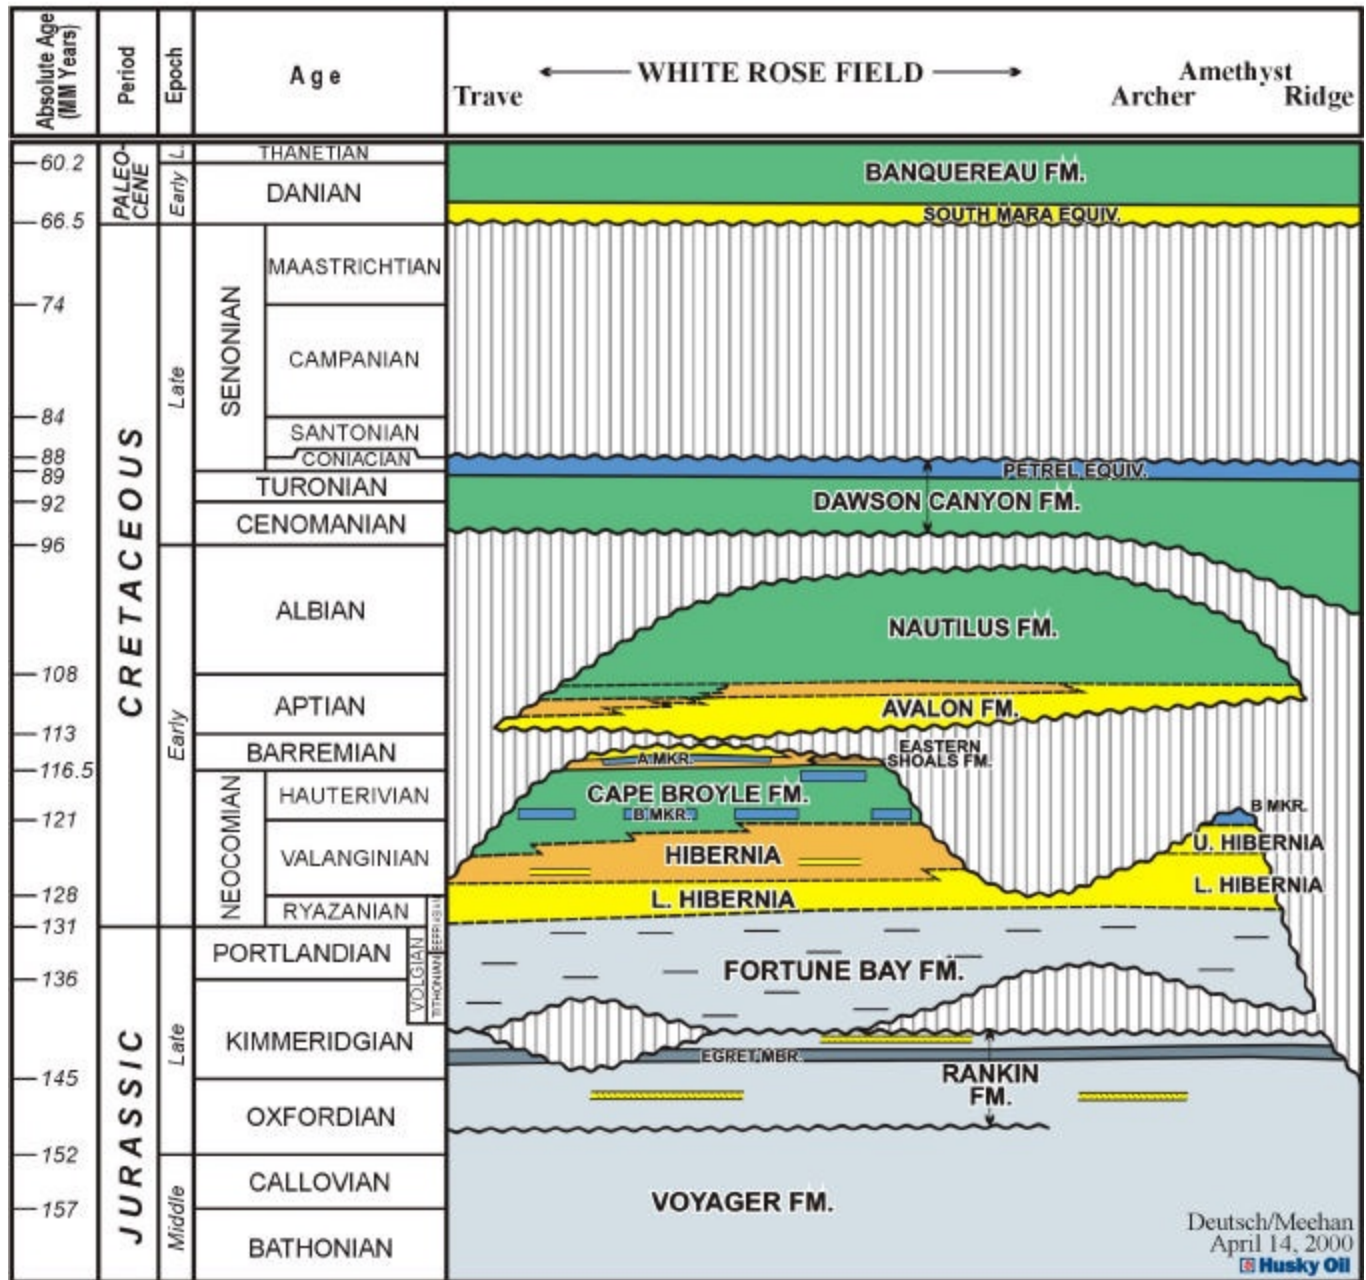 Absolute Age
(MM Years)
Period
Epoch
Age
WHITE ROSE FIELD
Trave
Archer
Amethyst
Ridge
60.2
66.5
74
84
88
89
92
96
108
113
116.5
121
128
131
136
145
152
157
PALEO-
CENE
CRETACEOUS
JURASSIC
L.
Early
Late
Early
Late
Middle
THANETIAN
DANIAN
SENONIAN
MAASTRICHTIAN
CAMPANIAN
SANTONIAN
CONIACIAN
TURONIAN
CENOMANIAN
ALBIAN
APTIAN
BARREMIAN
NEOCOMIAN
HAUTERIVIAN
VALANGINIAN
RYAZANIAN
PORTLANDIAN
VOLGIAN
TITHONIAN
KIMMERIDGIAN
OXFORDIAN
CALLOVIAN
BATHONIAN
BANQUEREAU FM.
SOUTH MARA EQUIV.
PETREL EQUIV.
DAWSON CANYON FM.
NAUTILUS FM.
AVALON FM.
EASTERN
SHOALS FM.
A MKR.
CAPE BROYLE FM.
B MKR.
B MKR.
HIBERNIA
U. HIBERNIA
L. HIBERNIA
L. HIBERNIA
FORTUNE BAY FM.
EGRET MBR.
RANKIN
FM.
VOYAGER FM.
Deutsch/Meehan
April 14, 2000
Husky Oil